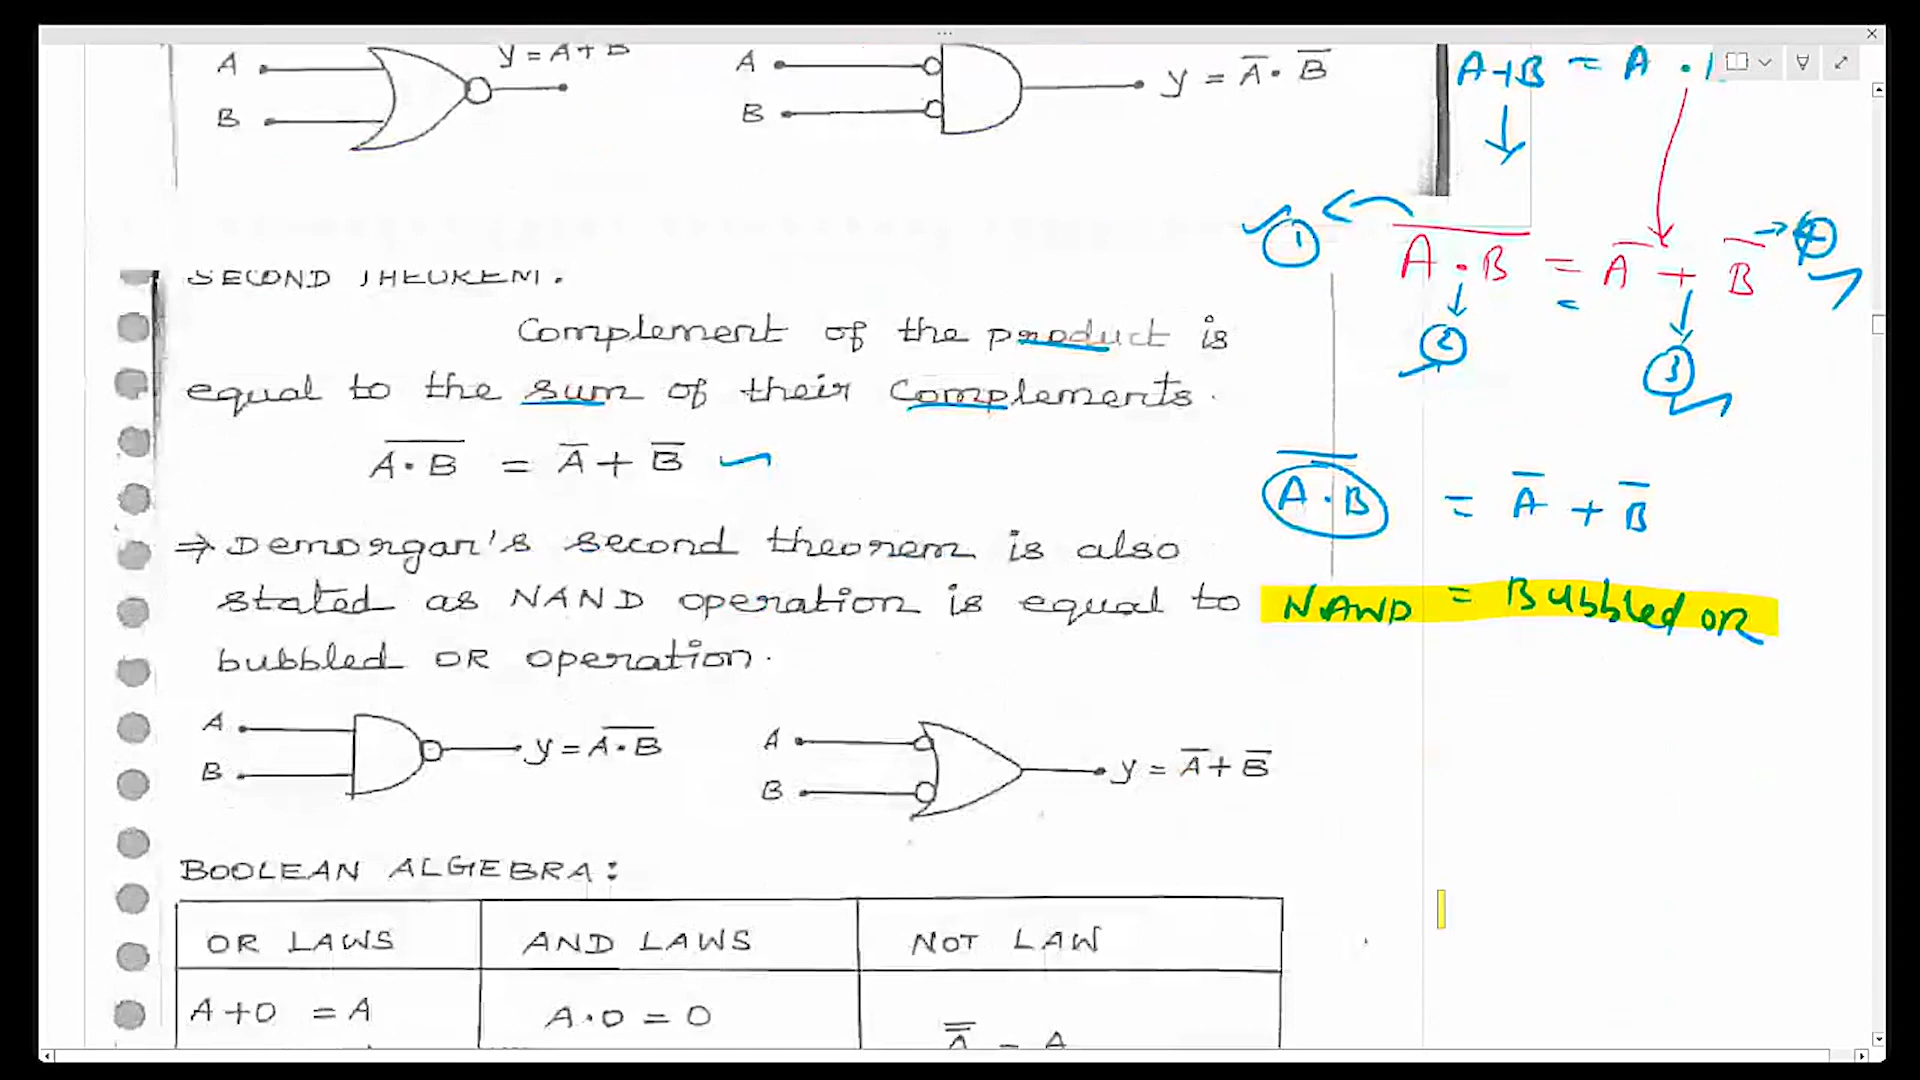 A
B
y = A+B
A
B
y = A̅ · B̅
A+B = A ·
SECOND THEOREM.
Complement of the product is
equal to the sum of their complements.
A·B̅ = A̅ + B̅
⇒ Demorgan's second theorem is also
stated as NAND operation is equal to
bubbled OR operation.
A
B
y = A̅·̅B̅
A
B
y = A̅ + B̅
BOOLEAN ALGEBRA:
OR LAWS AND LAWS NOT LAW
A+0 = A A·0 = 0 A̿ = A
1
A̅·̅B̅ = A̅ + B̅
4
2
3
A̅·̅B̅ = A̅ + B̅
NAND = Bubbled OR